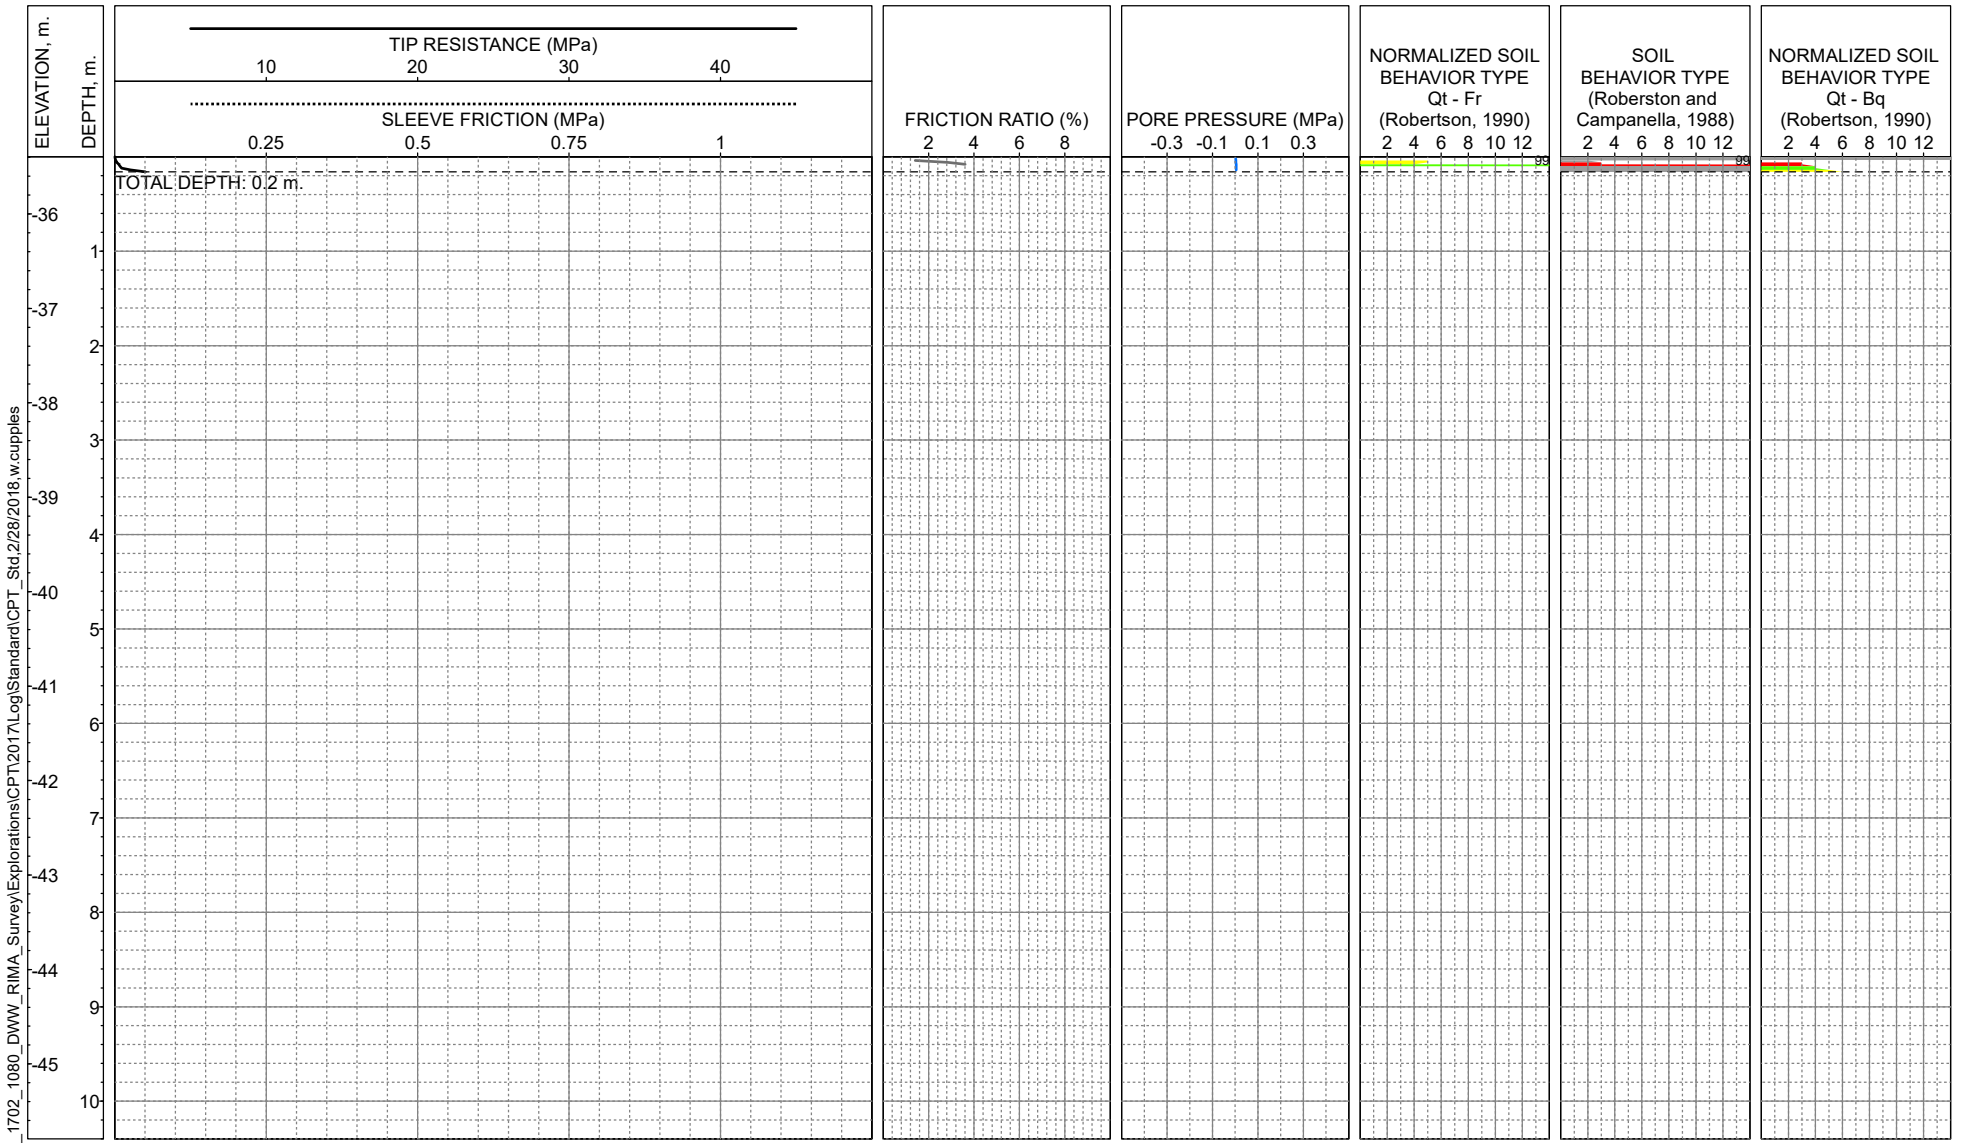 ELEVATION, m.
DEPTH, m.
TIP RESISTANCE (MPa)
10 20 30 40
SLEEVE FRICTION (MPa)
0.25 0.5 0.75 1
FRICTION RATIO (%)
2 4 6 8
PORE PRESSURE (MPa)
-0.3 -0.1 0.1 0.3
NORMALIZED SOIL
BEHAVIOR TYPE
Qt - Fr
(Robertson, 1990)
2 4 6 8 10 12
SOIL
BEHAVIOR TYPE
(Roberston and
Campanella, 1988)
2 4 6 8 10 12
NORMALIZED SOIL
BEHAVIOR TYPE
Qt - Bq
(Robertson, 1990)
2 4 6 8 10 12
99
99
TOTAL DEPTH: 0.2 m.
-36
1
-37
2
-38
3
-39
4
-40
5
-41
6
-42
7
-43
8
-44
9
-45
10
_1702_1080_DWW_RIMA_Survey\Explorations\CPT\2017\Log\Standard\CPT_Std,2/28/2018,w.cupples